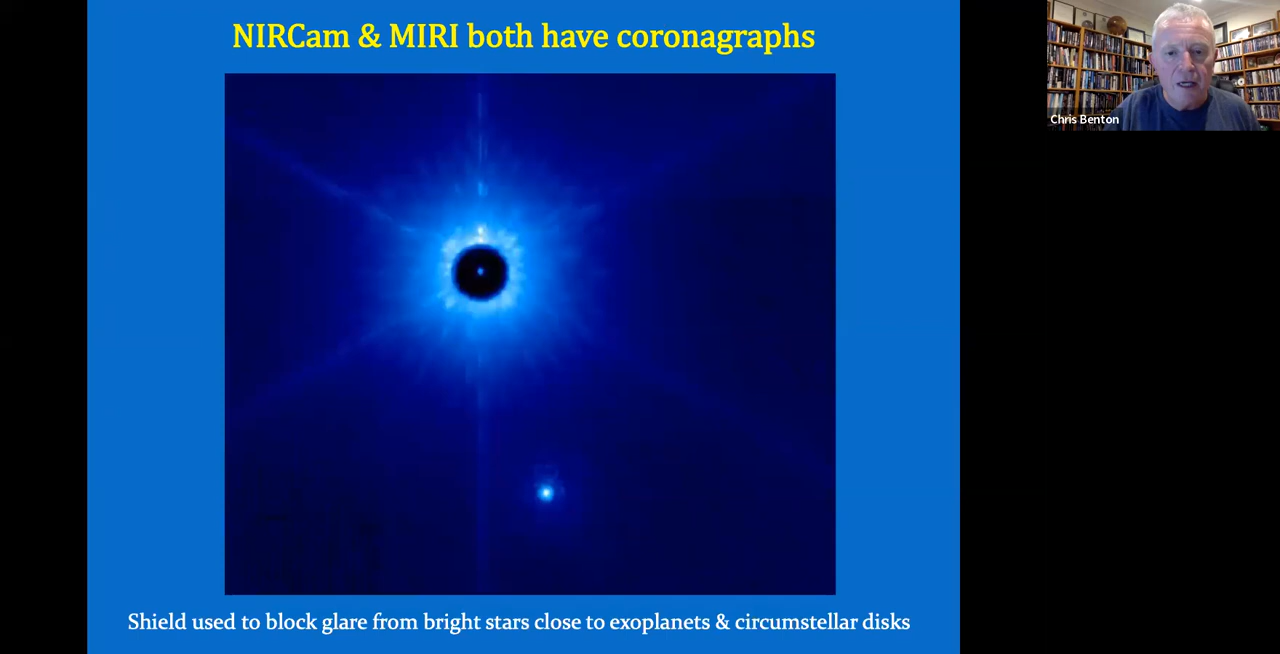 NIRCam & MIRI both have coronagraphs
Chris Benton
Shield used to block glare from bright stars close to exoplanets & circumstellar disks